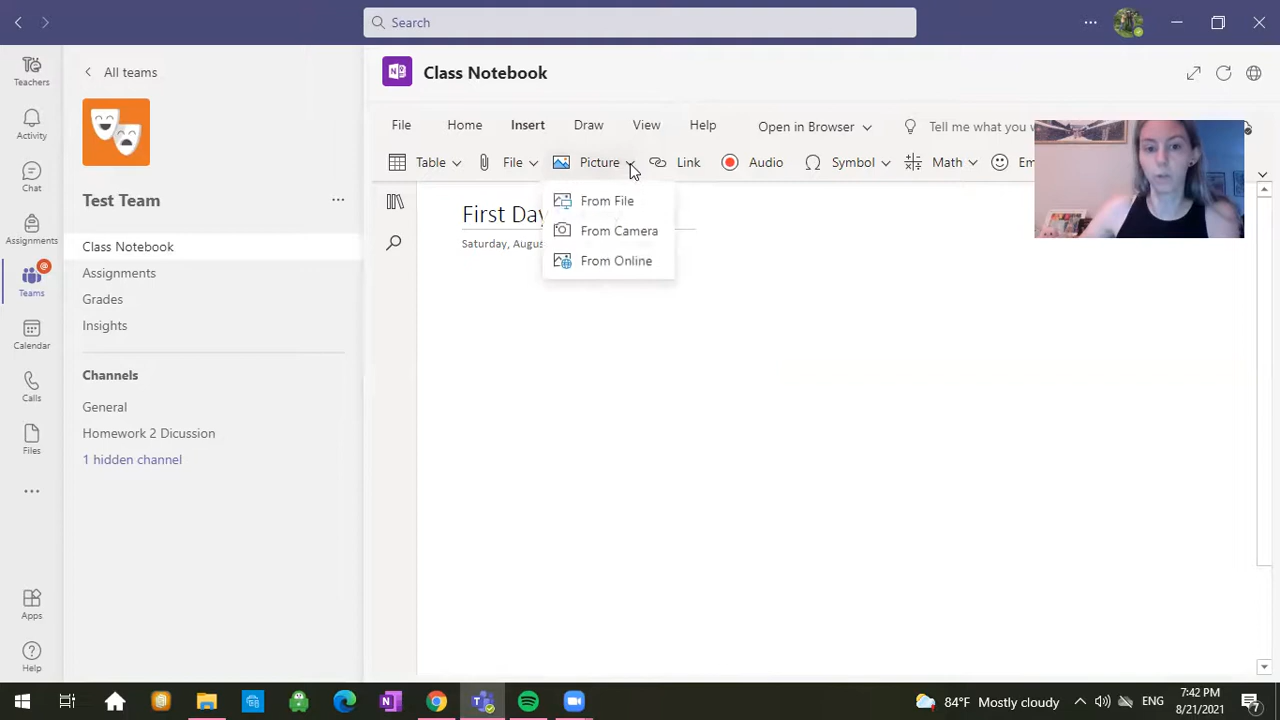 Search
Teachers
Activity
Chat
Assignments
Teams
Calendar
Calls
Files
Apps
Help
All teams
Test Team
Class Notebook
Assignments
Grades
Insights
Channels
General
Homework 2 Dicussion
1 hidden channel
Class Notebook
File Home Insert Draw View Help Open in Browser Tell me what you
Table File Picture Link Audio Symbol Math Em
From File
From Camera
From Online
First Day
Saturday, Augus
84°F Mostly cloudy
ENG
7:42 PM
8/21/2021
7